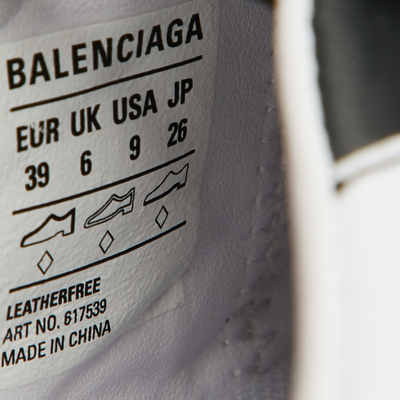 BALENCIAGA
EUR UK USA JP
39 6 9 26
LEATHERFREE
ART NO. 617539
MADE IN CHINA